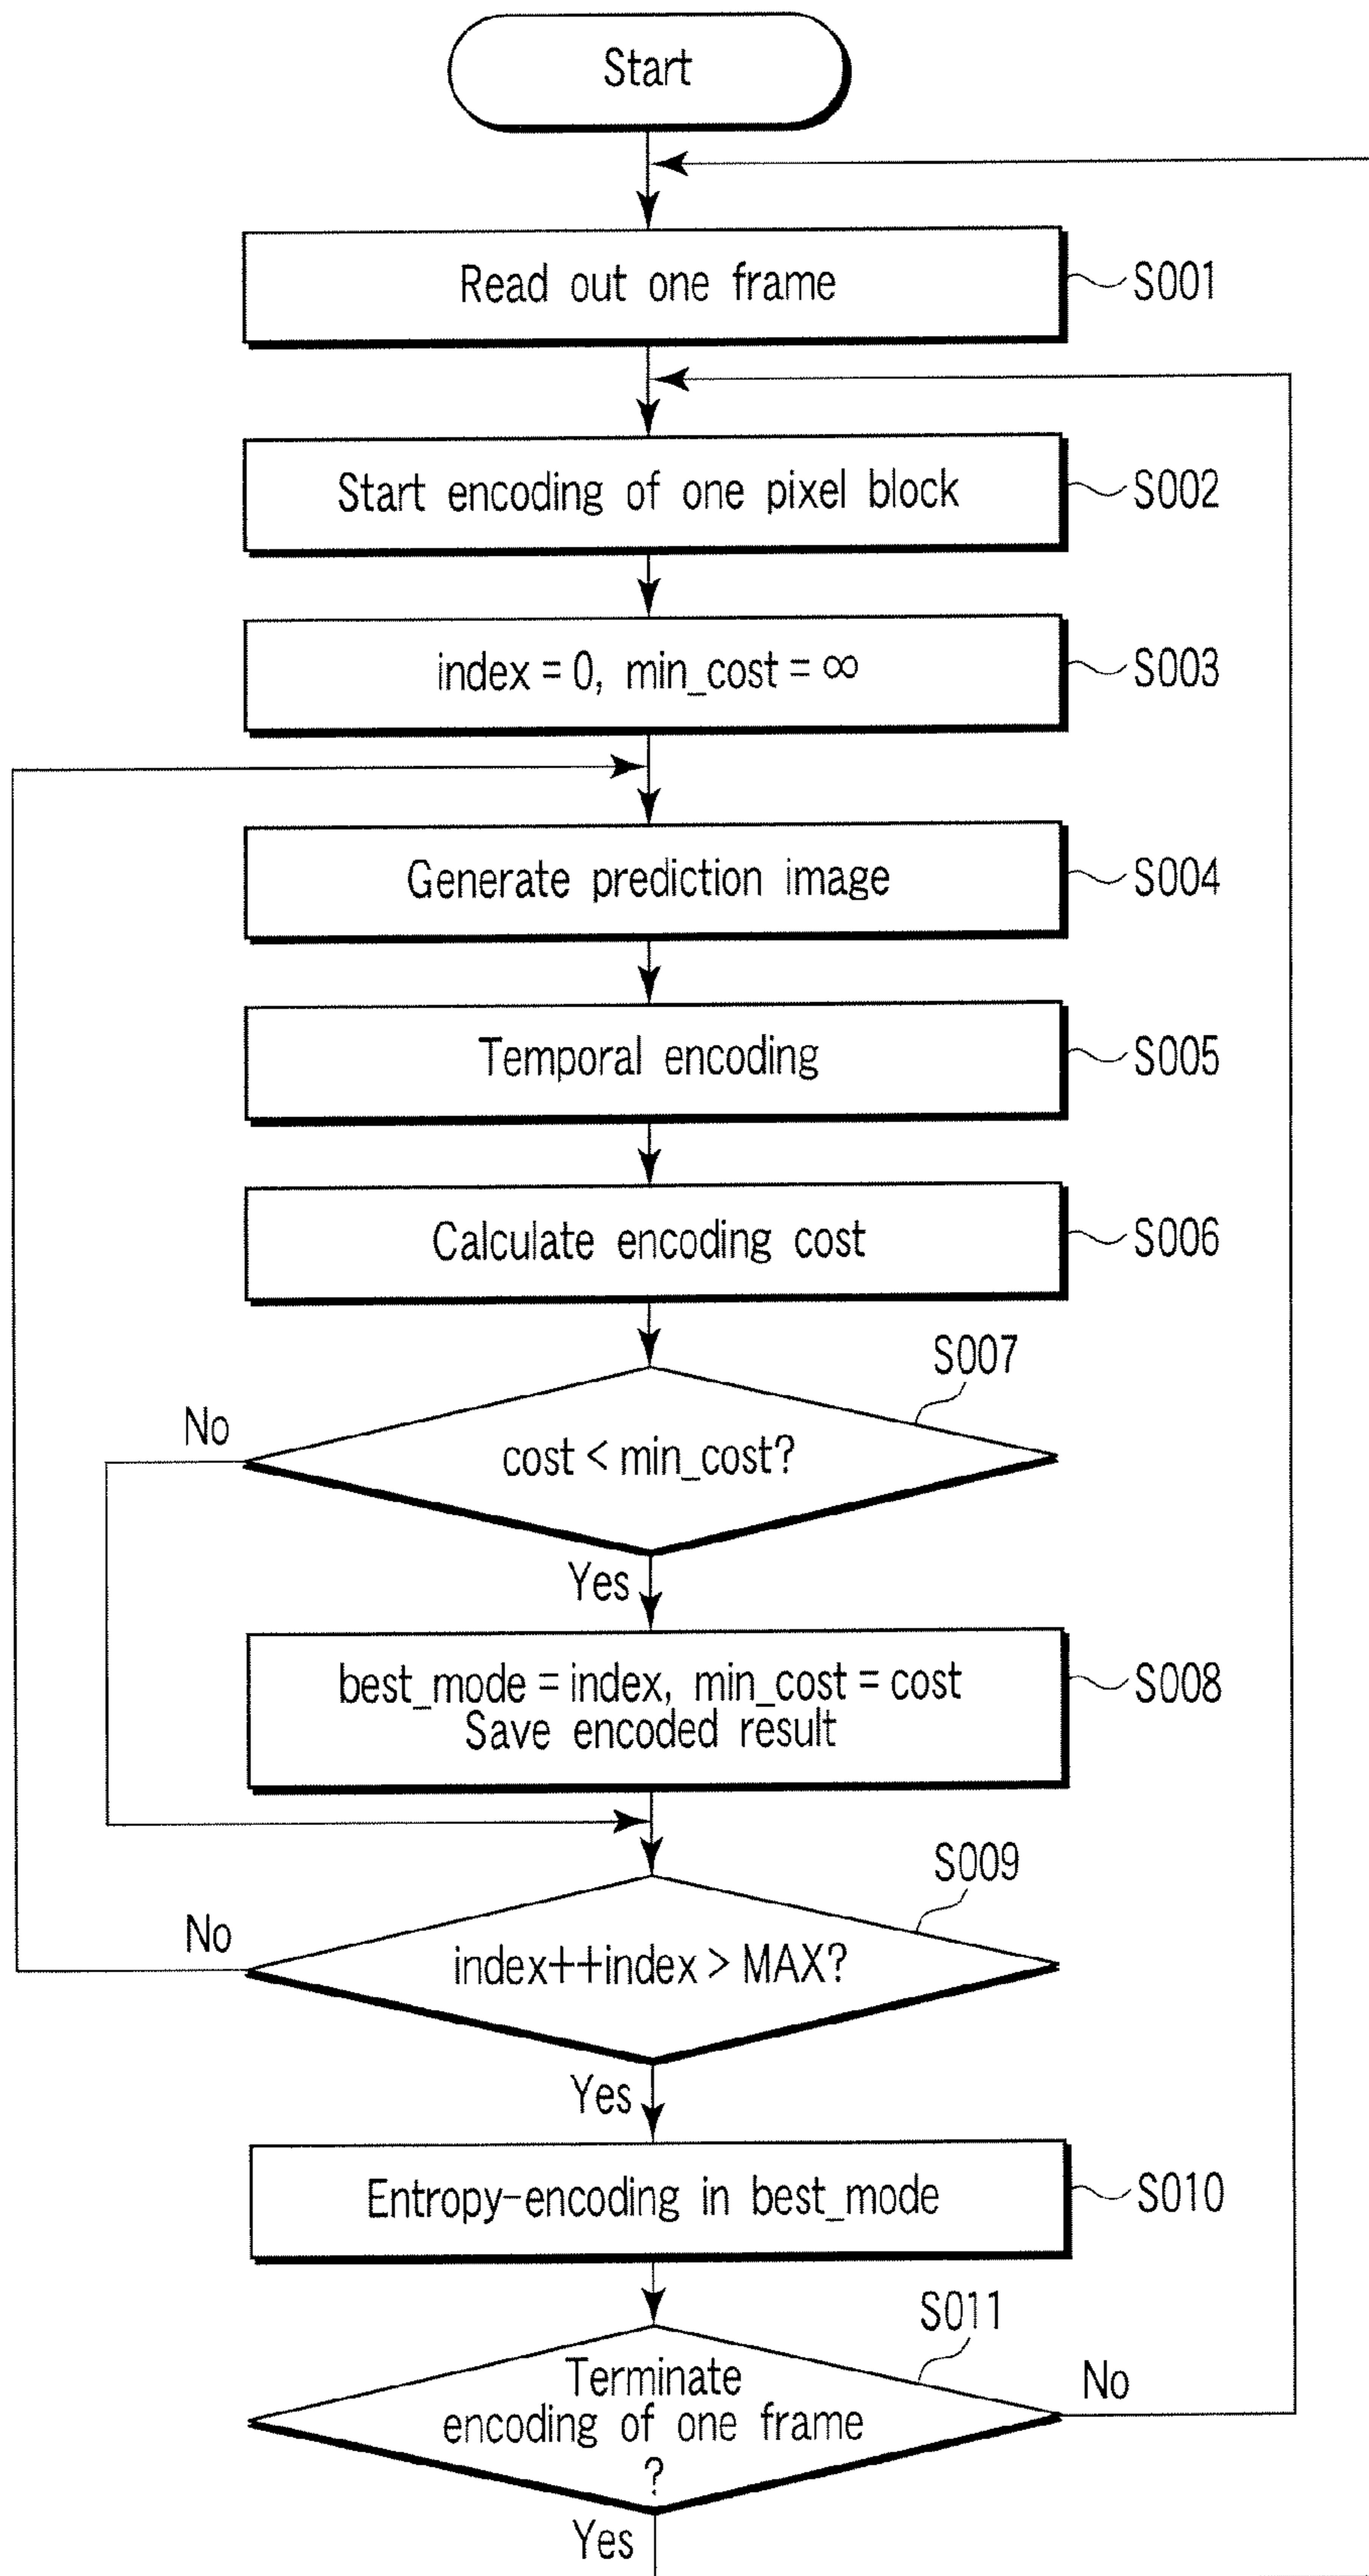 Start
Read out one frame
S001
Start encoding of one pixel block
S002
index = 0, min_cost = ∞
S003
Generate prediction image
S004
Temporal encoding
S005
Calculate encoding cost
S006
S007
No
cost < min_cost?
Yes
best_mode = index, min_cost = cost
Save encoded result
S008
S009
No
index++index > MAX?
Yes
Entropy-encoding in best_mode
S010
S011
Terminate
encoding of one frame
?
No
Yes